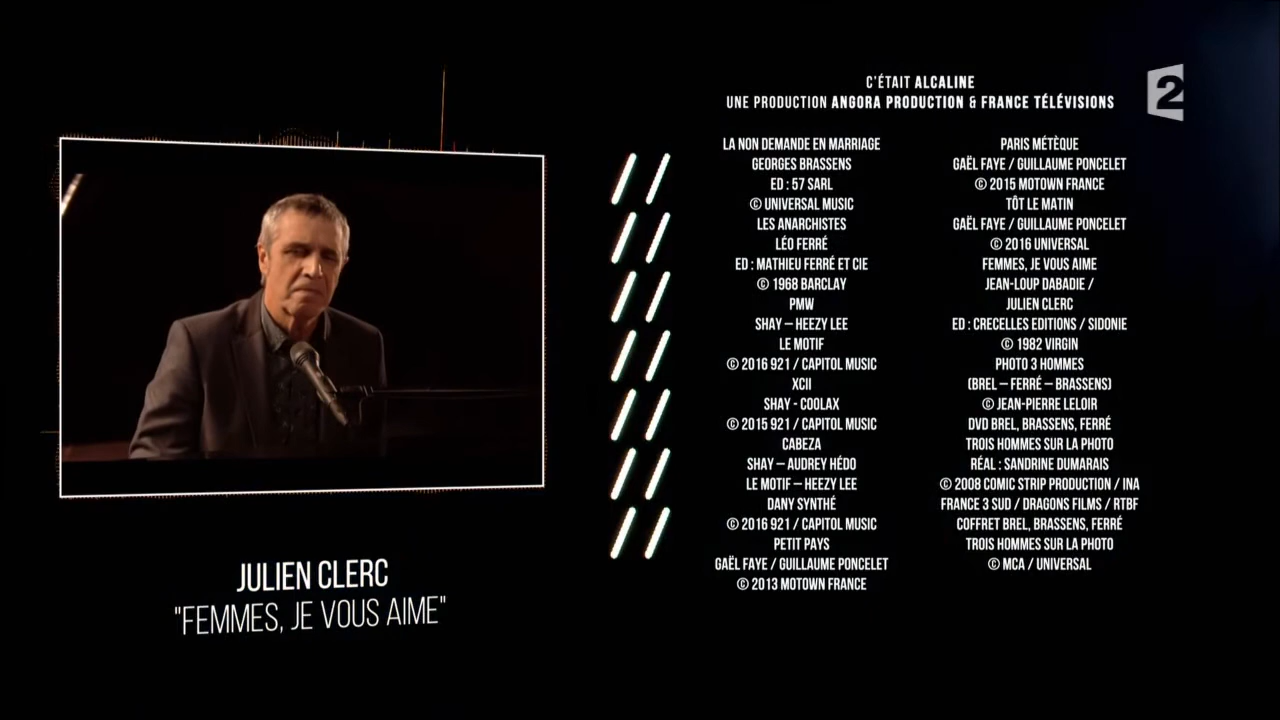 C'ÉTAIT ALCALINE
UNE PRODUCTION ANGORA PRODUCTION & FRANCE TÉLÉVISIONS
2
LA NON DEMANDE EN MARRIAGE
GEORGES BRASSENS
ED : 57 SARL
© UNIVERSAL MUSIC
LES ANARCHISTES
LÉO FERRÉ
ED : MATHIEU FERRÉ ET CIE
© 1968 BARCLAY
PMW
SHAY – HEEZY LEE
LE MOTIF
© 2016 921 / CAPITOL MUSIC
XCII
SHAY - COOLAX
© 2015 921 / CAPITOL MUSIC
CABEZA
SHAY – AUDREY HÉDO
LE MOTIF – HEEZY LEE
DANY SYNTHÉ
© 2016 921 / CAPITOL MUSIC
PETIT PAYS
GAËL FAYE / GUILLAUME PONCELET
© 2013 MOTOWN FRANCE
PARIS MÉTÈQUE
GAËL FAYE / GUILLAUME PONCELET
© 2015 MOTOWN FRANCE
TÔT LE MATIN
GAËL FAYE / GUILLAUME PONCELET
© 2016 UNIVERSAL
FEMMES, JE VOUS AIME
JEAN-LOUP DABADIE /
JULIEN CLERC
ED : CRECELLES EDITIONS / SIDONIE
© 1982 VIRGIN
PHOTO 3 HOMMES
(BREL – FERRÉ – BRASSENS)
© JEAN-PIERRE LELOIR
DVD BREL, BRASSENS, FERRÉ
TROIS HOMMES SUR LA PHOTO
RÉAL : SANDRINE DUMARAIS
© 2008 COMIC STRIP PRODUCTION / INA
FRANCE 3 SUD / DRAGONS FILMS / RTBF
COFFRET BREL, BRASSENS, FERRÉ
TROIS HOMMES SUR LA PHOTO
© MCA / UNIVERSAL
JULIEN CLERC
"FEMMES, JE VOUS AIME"